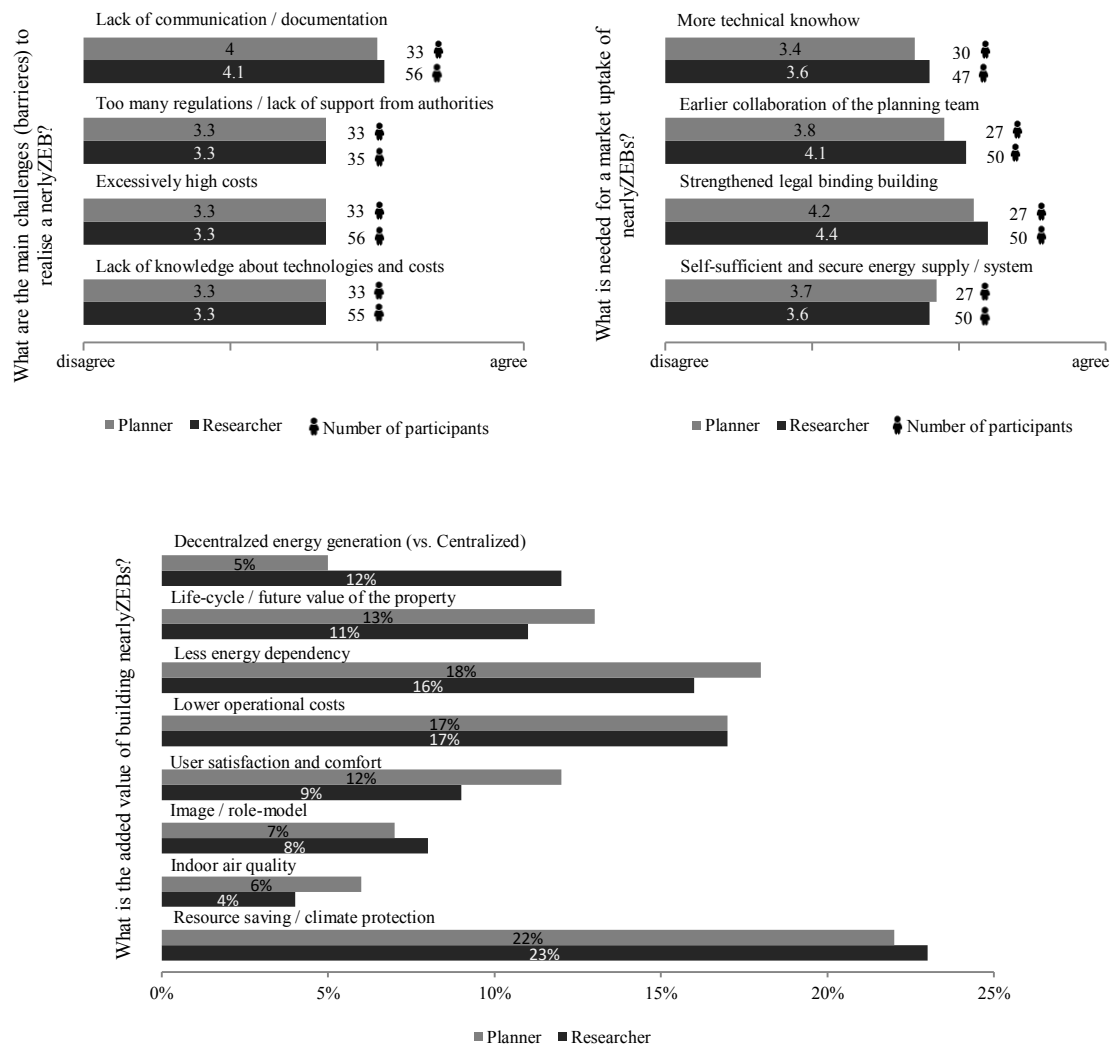 What are the main challenges (barrieres) to
realise a nerlyZEB?
Lack of communication / documentation
4
33
4.1
56
Too many regulations / lack of support from authorities
3.3
33
3.3
35
Excessively high costs
3.3
33
3.3
56
Lack of knowledge about technologies and costs
3.3
33
3.3
55
disagree
agree
Planner
Researcher
Number of participants
What is needed for a market uptake of
nearlyZEBs?
More technical knowhow
3.4
30
3.6
47
Earlier collaboration of the planning team
3.8
27
4.1
50
Strengthened legal binding building
4.2
27
4.4
50
Self-sufficient and secure energy supply / system
3.7
27
3.6
50
disagree
agree
Planner
Researcher
Number of participants
What is the added value of building nearlyZEBs?
Decentralzed energy generation (vs. Centralized)
5%
12%
Life-cycle / future value of the property
13%
11%
Less energy dependency
18%
16%
Lower operational costs
17%
17%
User satisfaction and comfort
12%
9%
Image / role-model
7%
8%
Indoor air quality
6%
4%
Resource saving / climate protection
22%
23%
0%
5%
10%
15%
20%
25%
Planner
Researcher